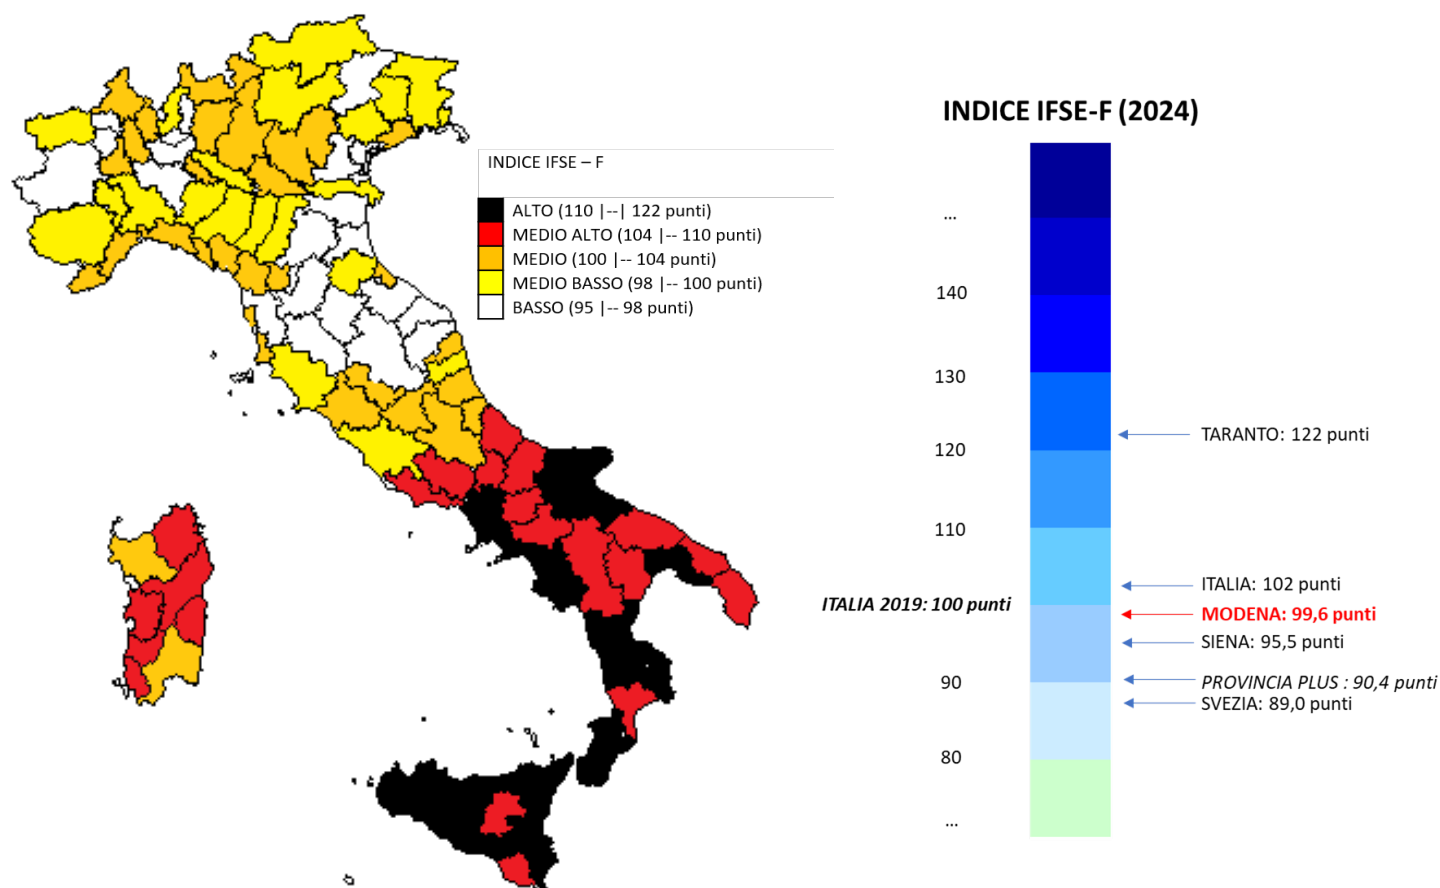 INDICE IFSE – F
ALTO (110 |--| 122 punti)
MEDIO ALTO (104 |-- 110 punti)
MEDIO (100 |-- 104 punti)
MEDIO BASSO (98 |-- 100 punti)
BASSO (95 |-- 98 punti)
INDICE IFSE-F (2024)
...
140
130
TARANTO: 122 punti
120
110
ITALIA: 102 punti
ITALIA 2019: 100 punti
MODENA: 99,6 punti
SIENA: 95,5 punti
90
PROVINCIA PLUS : 90,4 punti
SVEZIA: 89,0 punti
80
...